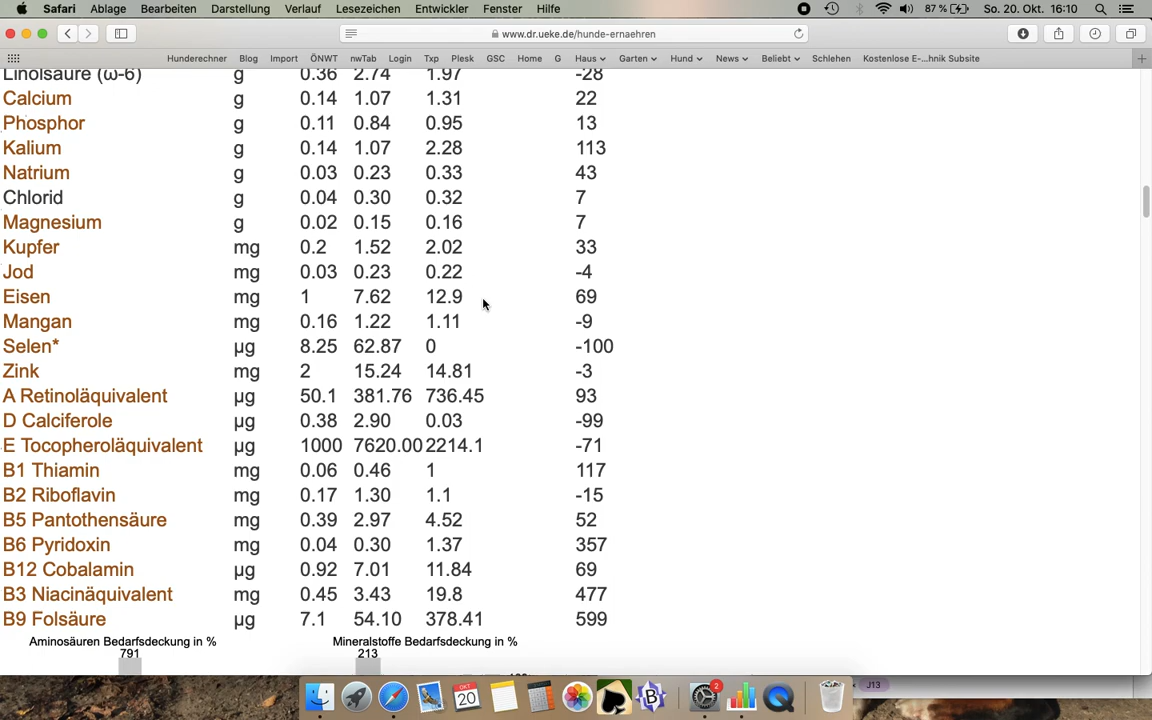 Safari Ablage Bearbeiten Darstellung Verlauf Lesezeichen Entwickler Fenster Hilfe 87 % So. 20. Okt. 16:10
www.dr.ueke.de/hunde-ernaehren
Hunderechner Blog Import ÖNWT nwTab Login Txp Plesk GSC Home G Haus Garten Hund News Beliebt Schlehen Kostenlose E-...hnik Subsite
Linolsäure (ω-6) g 0.36 2.74 1.97 -28
Calcium g 0.14 1.07 1.31 22
Phosphor g 0.11 0.84 0.95 13
Kalium g 0.14 1.07 2.28 113
Natrium g 0.03 0.23 0.33 43
Chlorid g 0.04 0.30 0.32 7
Magnesium g 0.02 0.15 0.16 7
Kupfer mg 0.2 1.52 2.02 33
Jod mg 0.03 0.23 0.22 -4
Eisen mg 1 7.62 12.9 69
Mangan mg 0.16 1.22 1.11 -9
Selen* µg 8.25 62.87 0 -100
Zink mg 2 15.24 14.81 -3
A Retinoläquivalent µg 50.1 381.76 736.45 93
D Calciferole µg 0.38 2.90 0.03 -99
E Tocopheroläquivalent µg 1000 7620.00 2214.1 -71
B1 Thiamin mg 0.06 0.46 1 117
B2 Riboflavin mg 0.17 1.30 1.1 -15
B5 Pantothensäure mg 0.39 2.97 4.52 52
B6 Pyridoxin mg 0.04 0.30 1.37 357
B12 Cobalamin µg 0.92 7.01 11.84 69
B3 Niacinäquivalent mg 0.45 3.43 19.8 477
B9 Folsäure µg 7.1 54.10 378.41 599
Aminosäuren Bedarfsdeckung in % Mineralstoffe Bedarfsdeckung in %
791 213
J13
OKT
20
2
B